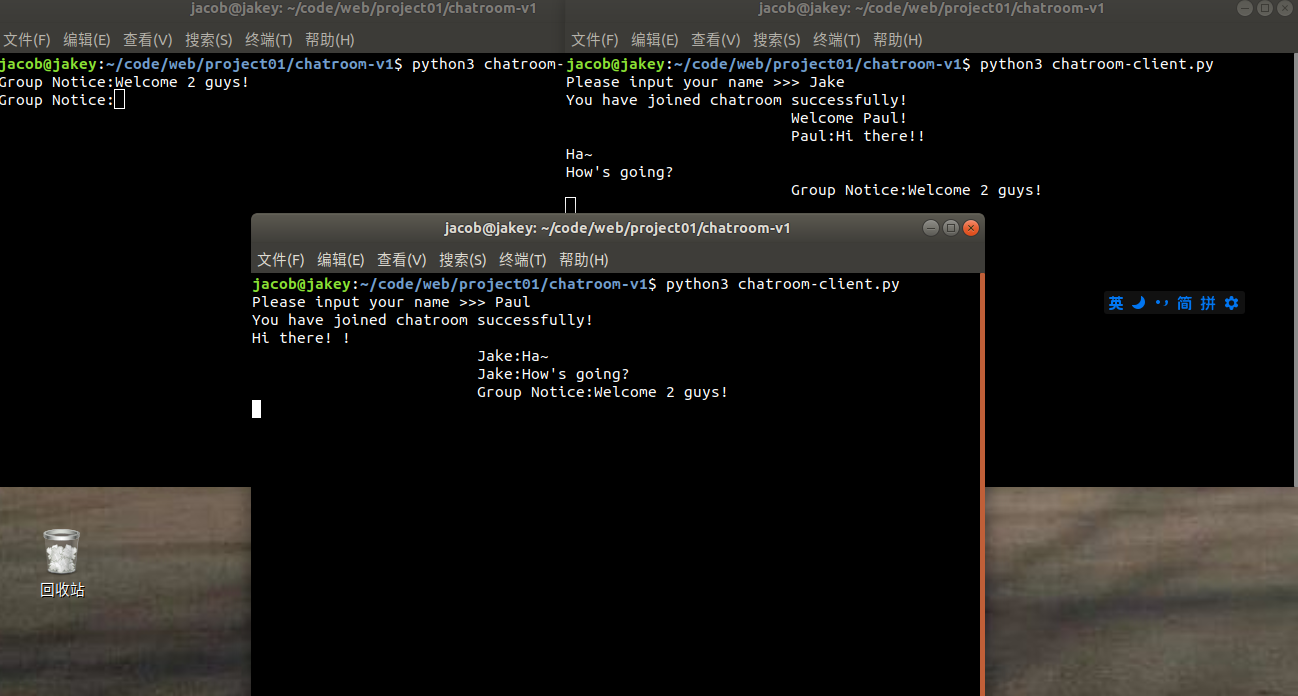 jacob@jakey: ~/code/web/project01/chatroom-v1
文件(F) 编辑(E) 查看(V) 搜索(S) 终端(T) 帮助(H)
jacob@jakey:~/code/web/project01/chatroom-v1$ python3 chatroom-
Group Notice:Welcome 2 guys!
Group Notice:
jacob@jakey: ~/code/web/project01/chatroom-v1
文件(F) 编辑(E) 查看(V) 搜索(S) 终端(T) 帮助(H)
jacob@jakey:~/code/web/project01/chatroom-v1$ python3 chatroom-client.py
Please input your name >>> Jake
You have joined chatroom successfully!
Welcome Paul!
Paul:Hi there!!
Ha~
How's going?
Group Notice:Welcome 2 guys!
jacob@jakey: ~/code/web/project01/chatroom-v1
文件(F) 编辑(E) 查看(V) 搜索(S) 终端(T) 帮助(H)
jacob@jakey:~/code/web/project01/chatroom-v1$ python3 chatroom-client.py
Please input your name >>> Paul
You have joined chatroom successfully!
Hi there! !
Jake:Ha~
Jake:How's going?
Group Notice:Welcome 2 guys!
英 简 拼
回收站